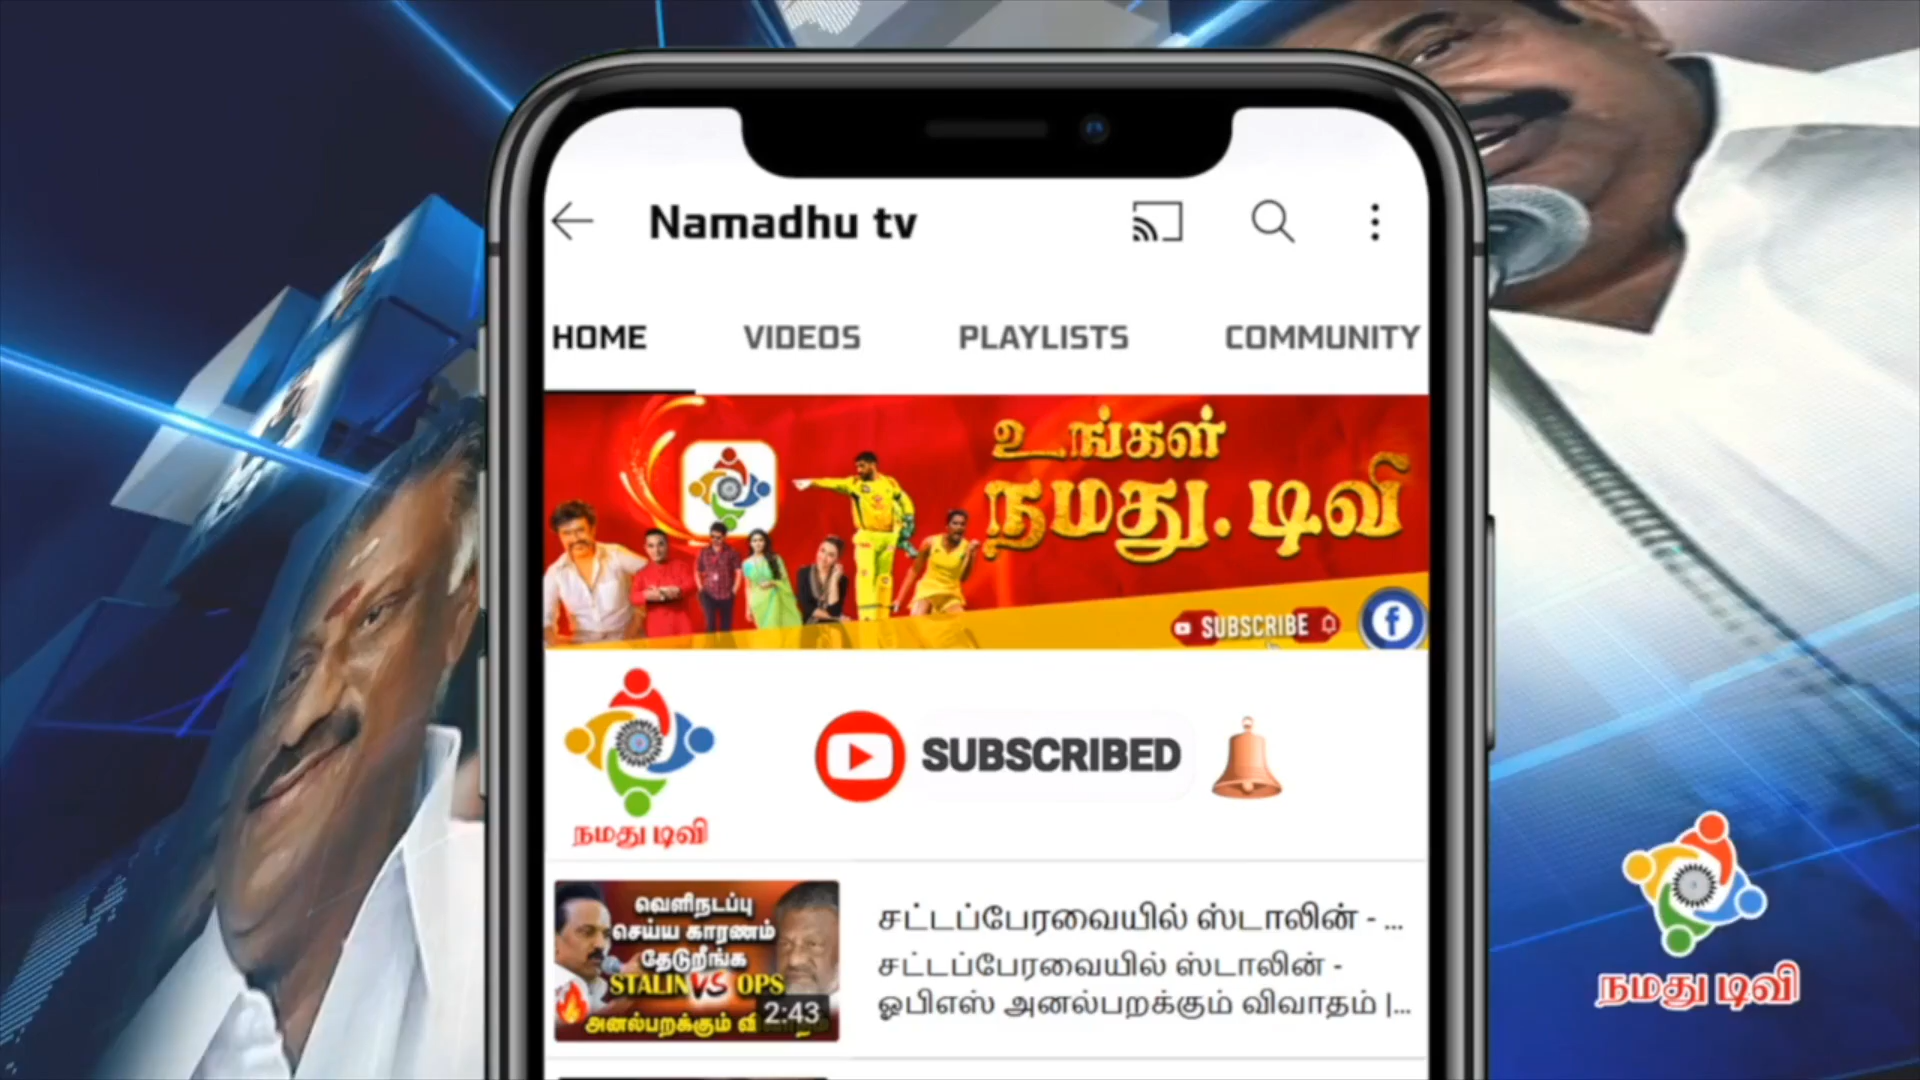 Namadhu tv
HOME VIDEOS PLAYLISTS COMMUNITY
உங்கள்
நமது. டிவி
SUBSCRIBE
f
SUBSCRIBED
நமது டிவி
வெளிநடப்பு
செய்ய காரணம்
தேடுறீங்க
STALIN VS OPS
அனல்பறக்கும்
2:43
சட்டப்பேரவையில் ஸ்டாலின் - ...
சட்டப்பேரவையில் ஸ்டாலின் -
ஓபிஎஸ் அனல்பறக்கும் விவாதம் |...
நமது டிவி